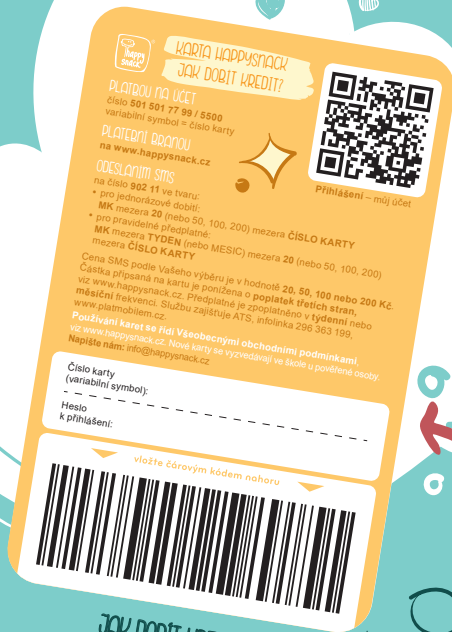 happy
snack
KARTA HAPPYSNACK
JAK DOBÍT KREDIT?
PLATBOU NA ÚČET
číslo 501 501 77 99 / 5500
variabilní symbol = číslo karty
PLATEBNÍ BRÁNOU
na www.happysnack.cz
ODESLÁNÍM SMS
na číslo 902 11 ve tvaru:
• pro jednorázové dobití:
MK mezera 20 (nebo 50, 100, 200) mezera ČÍSLO KARTY
• pro pravidelné předplatné:
MK mezera TYDEN (nebo MESIC) mezera 20 (nebo 50, 100, 200)
mezera ČÍSLO KARTY
Přihlášení – můj účet
Cena SMS podle Vašeho výběru je v hodnotě 20, 50, 100 nebo 200 Kč.
Částka připsaná na kartu je ponížena o poplatek třetích stran,
viz www.happysnack.cz. Předplatné je zpoplatněno v týdenní nebo
měsíční frekvenci. Službu zajišťuje ATS, infolinka 296 363 199,
www.platmobilem.cz.
Používání karet se řídí Všeobecnými obchodními podmínkami,
viz www.happysnack.cz. Nové karty se vyzvedávají ve škole u pověřené osoby.
Napište nám: info@happysnack.cz
Číslo karty
(variabilní symbol):
Heslo
k přihlášení:
vložte čárovým kódem nahoru
JAK DOBÍT